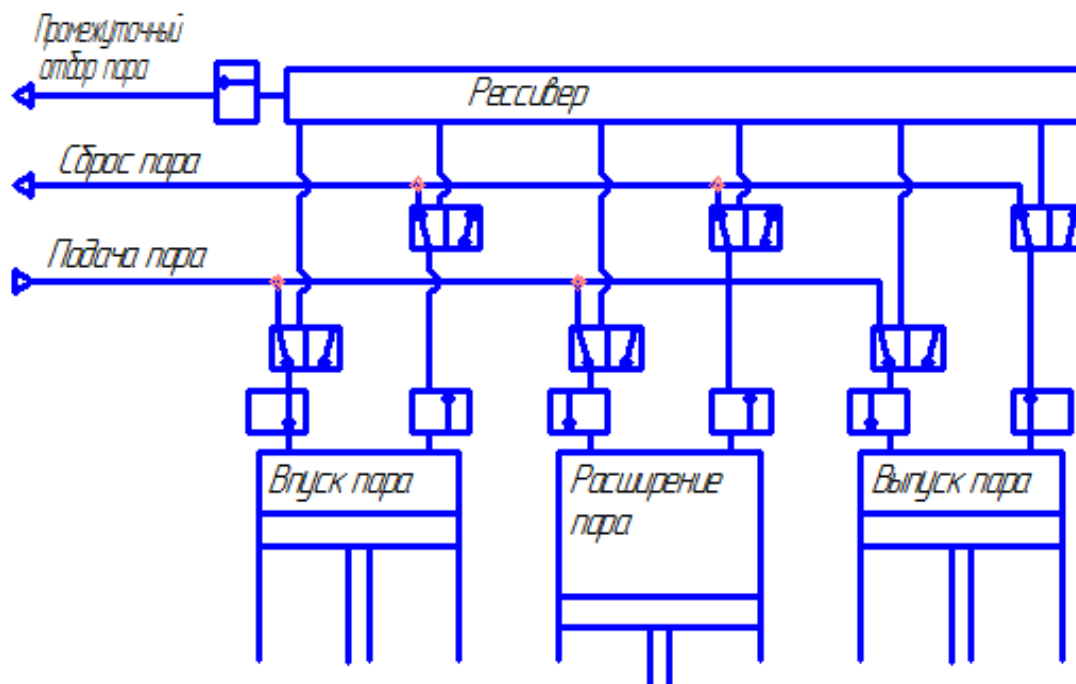 Промежуточный
отбор пара
Рессивер
Сброс пара
Подача пара
Впуск пара
Расширение
пара
Выпуск пара